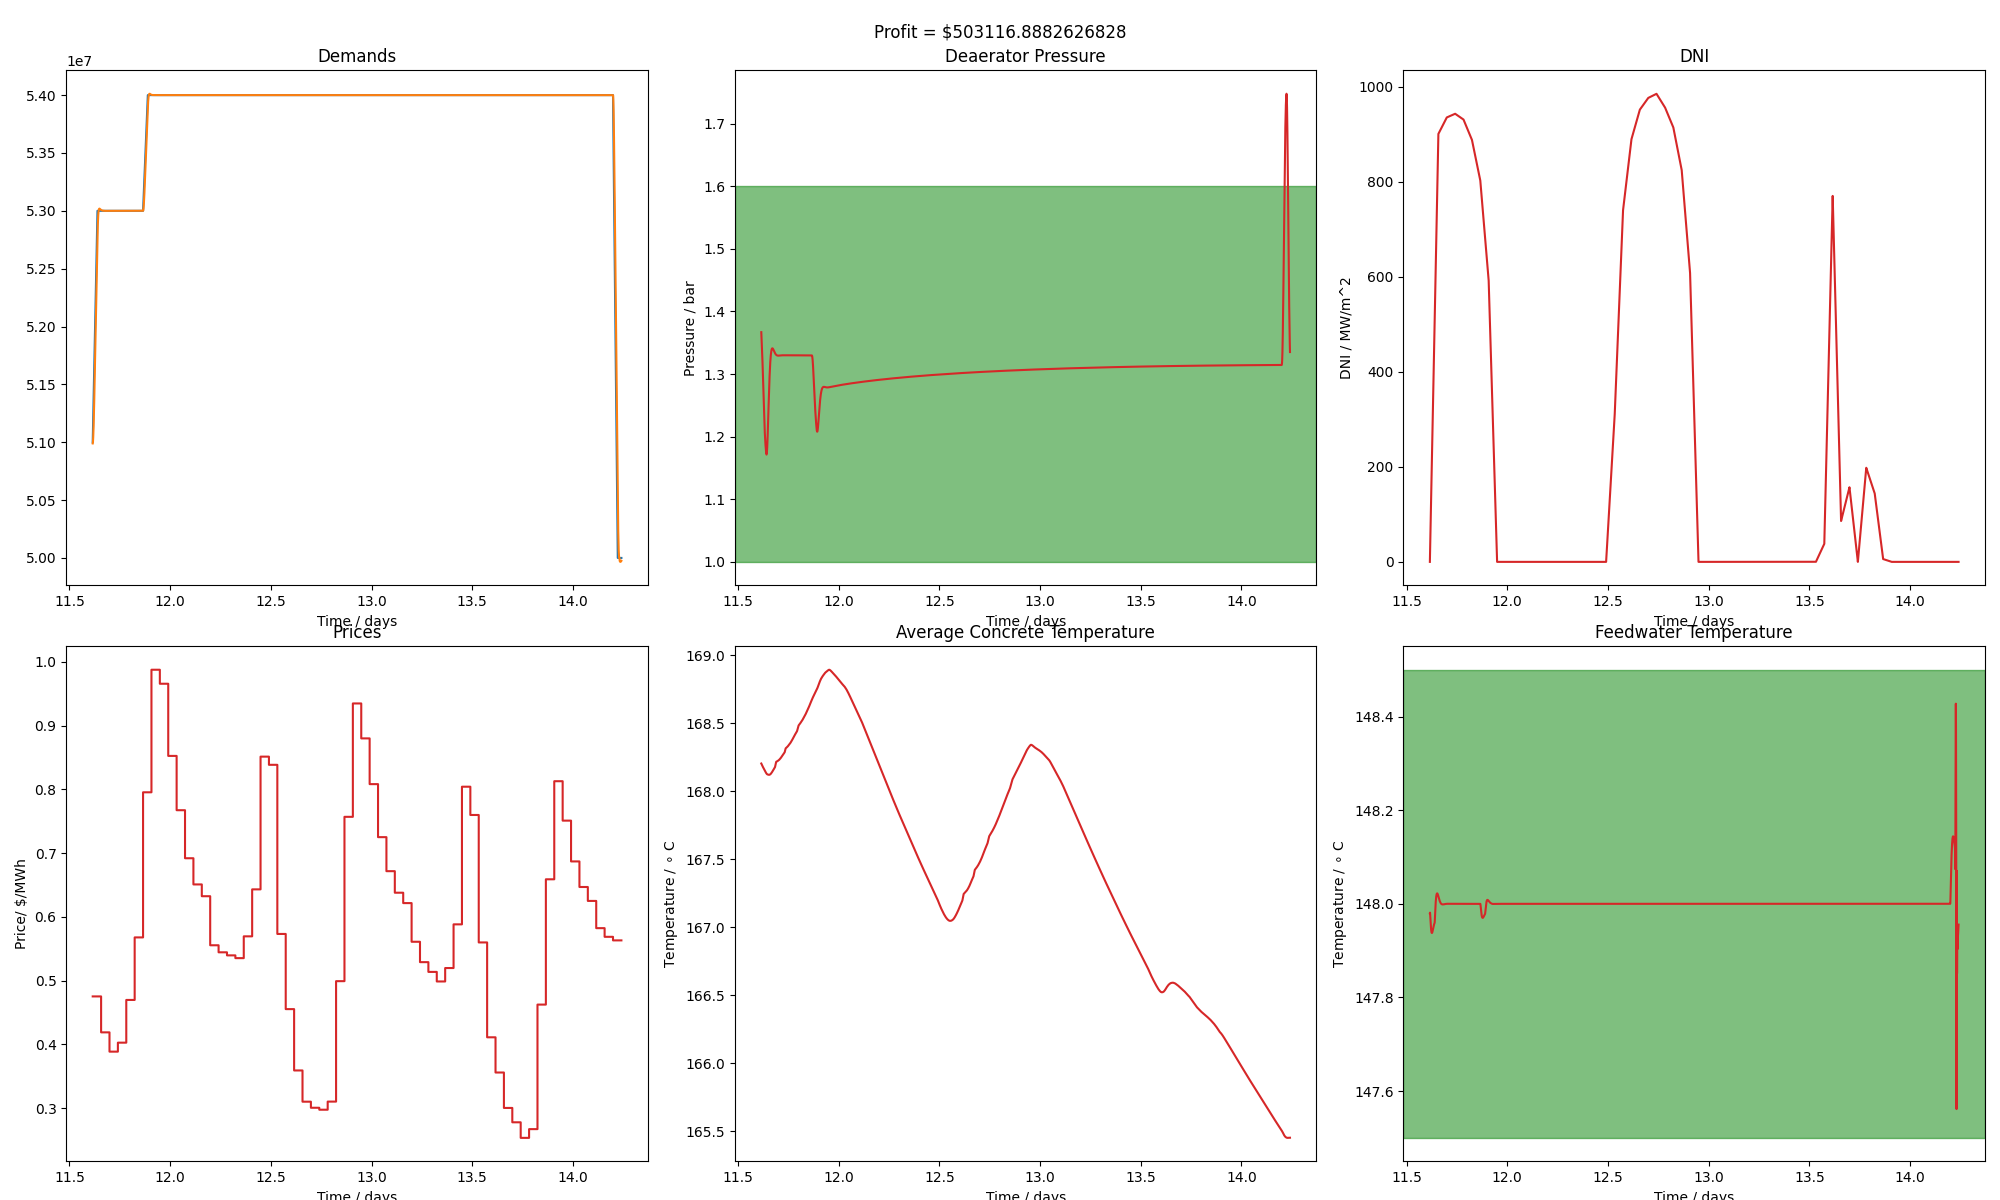 Profit = $503116.8882626828
Demands
1e7
5.40
5.35
5.30
5.25
5.20
5.15
5.10
5.05
5.00
11.5 12.0 12.5 13.0 13.5 14.0
Time / days
Deaerator Pressure
Pressure / bar
1.7
1.6
1.5
1.4
1.3
1.2
1.1
1.0
11.5 12.0 12.5 13.0 13.5 14.0
Time / days
DNI
DNI / MW/m^2
1000
800
600
400
200
0
11.5 12.0 12.5 13.0 13.5 14.0
Time / days
Prices
Price/ $/MWh
1.0
0.9
0.8
0.7
0.6
0.5
0.4
0.3
11.5 12.0 12.5 13.0 13.5 14.0
Time / days
Average Concrete Temperature
Temperature / ∘ C
169.0
168.5
168.0
167.5
167.0
166.5
166.0
165.5
11.5 12.0 12.5 13.0 13.5 14.0
Time / days
Feedwater Temperature
Temperature / ∘ C
148.4
148.2
148.0
147.8
147.6
11.5 12.0 12.5 13.0 13.5 14.0
Time / days